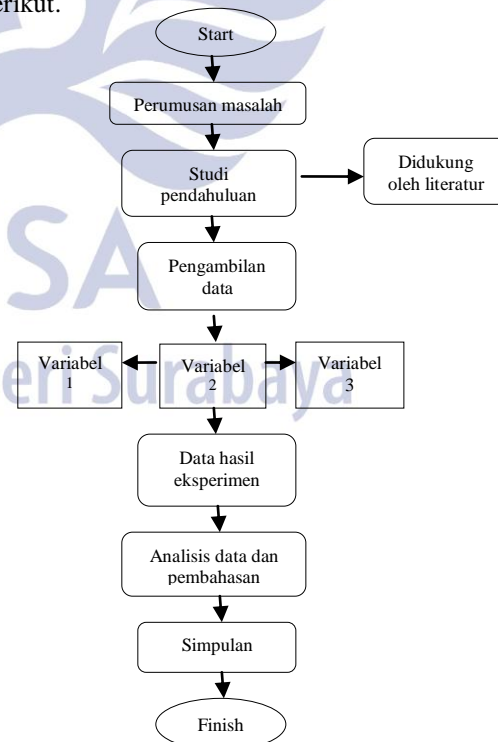 erikut.
Start
Perumusan masalah
Studi
pendahuluan
Didukung
oleh literatur
Pengambilan
data
SA
Variabel
1
Variabel
2
Variabel
3
eri Surabaya
Data hasil
eksperimen
Analisis data dan
pembahasan
Simpulan
Finish